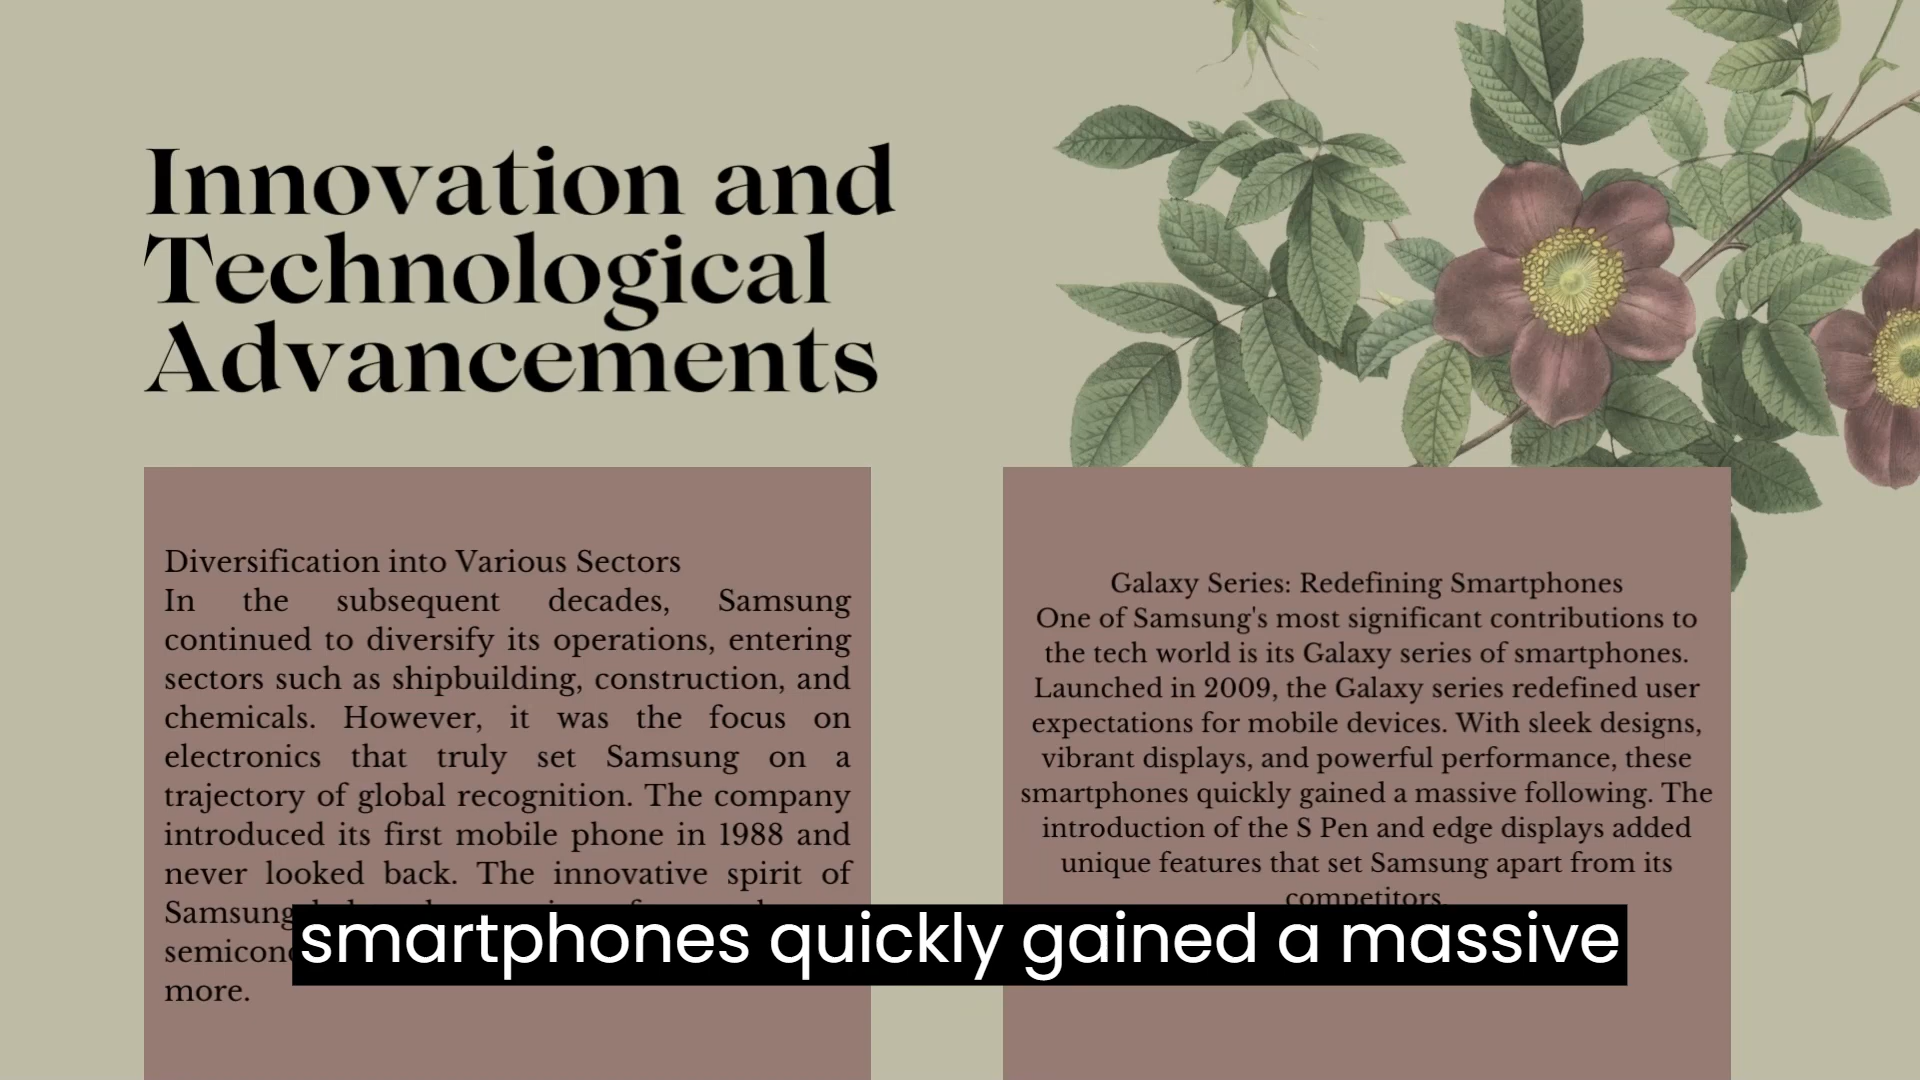 Innovation and
Technological
Advancements
Diversification into Various Sectors
In the subsequent decades, Samsung
continued to diversify its operations, entering
sectors such as shipbuilding, construction, and
chemicals. However, it was the focus on
electronics that truly set Samsung on a
trajectory of global recognition. The company
introduced its first mobile phone in 1988 and
never looked back. The innovative spirit of
Samsung
more.
Galaxy Series: Redefining Smartphones
One of Samsung's most significant contributions to
the tech world is its Galaxy series of smartphones.
Launched in 2009, the Galaxy series redefined user
expectations for mobile devices. With sleek designs,
vibrant displays, and powerful performance, these
smartphones quickly gained a massive following. The
introduction of the S Pen and edge displays added
unique features that set Samsung apart from its
competitors.
smartphones quickly gained a massive